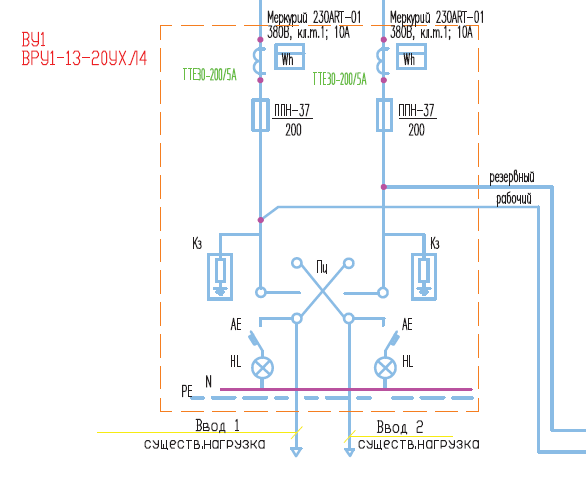 ВУ1
ВРУ1-13-20УХЛ4
Меркурий 230ART-01
380В, кл.т.1; 10А
Wh
ТТЕ30-200/5А
ППН-37
200
Меркурий 230ART-01
380В, кл.т.1; 10А
Wh
ТТЕ30-200/5А
ППН-37
200
резервный
рабочий
Кз
Пц
Кз
АЕ
АЕ
HL
HL
N
PE
Ввод 1
существ.нагрузка
Ввод 2
существ.нагрузка